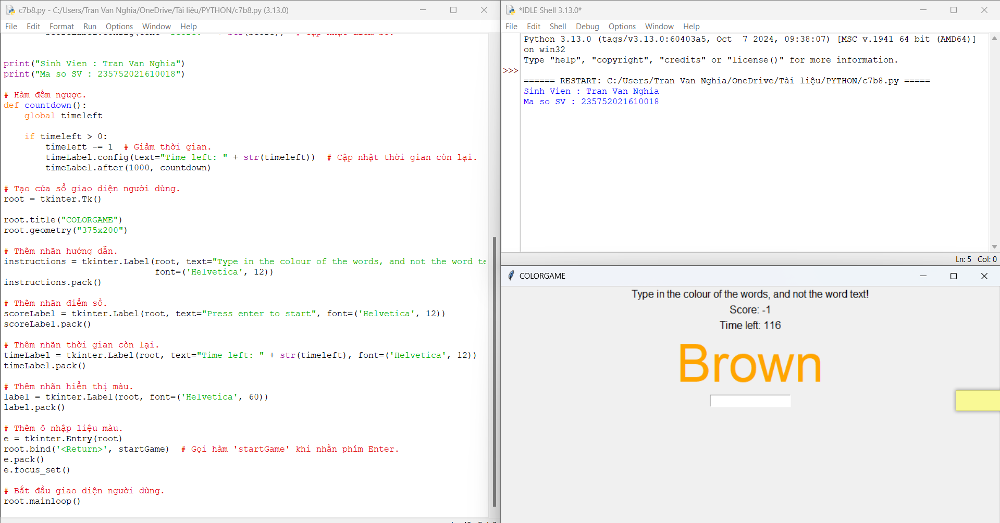 c7b8.py - C:/Users/Tran Van Nghia/OneDrive/Tài liệu/PYTHON/c7b8.py (3.13.0)
File Edit Format Run Options Window Help
scoreLabel.config(text="Score: " + str(score)) # Cập nhật điểm số.
print("Sinh Vien : Tran Van Nghia")
print("Ma so SV : 235752021610018")
# Hàm đếm ngược.
def countdown():
    global timeleft
    if timeleft > 0:
        timeleft -= 1  # Giảm thời gian.
        timeLabel.config(text="Time left: " + str(timeleft))  # Cập nhật thời gian còn lại.
        timeLabel.after(1000, countdown)
# Tạo cửa sổ giao diện người dùng.
root = tkinter.Tk()
root.title("COLORGAME")
root.geometry("375x200")
# Thêm nhãn hướng dẫn.
instructions = tkinter.Label(root, text="Type in the colour of the words, and not the word te
                             font=('Helvetica', 12))
instructions.pack()
# Thêm nhãn điểm số.
scoreLabel = tkinter.Label(root, text="Press enter to start", font=('Helvetica', 12))
scoreLabel.pack()
# Thêm nhãn thời gian còn lại.
timeLabel = tkinter.Label(root, text="Time left: " + str(timeleft), font=('Helvetica', 12))
timeLabel.pack()
# Thêm nhãn hiển thị màu.
label = tkinter.Label(root, font=('Helvetica', 60))
label.pack()
# Thêm ô nhập liệu màu.
e = tkinter.Entry(root)
root.bind('<Return>', startGame)  # Gọi hàm 'startGame' khi nhấn phím Enter.
e.pack()
e.focus_set()
# Bắt đầu giao diện người dùng.
root.mainloop()
*IDLE Shell 3.13.0*
File Edit Shell Debug Options Window Help
Python 3.13.0 (tags/v3.13.0:60403a5, Oct  7 2024, 09:38:07) [MSC v.1941 64 bit (AMD64)]
on win32
Type "help", "copyright", "credits" or "license()" for more information.
>>>
====== RESTART: C:/Users/Tran Van Nghia/OneDrive/Tài liệu/PYTHON/c7b8.py =====
Sinh Vien : Tran Van Nghia
Ma so SV : 235752021610018
Ln: 5 Col: 0
COLORGAME
Type in the colour of the words, and not the word text!
Score: -1
Time left: 116
Brown